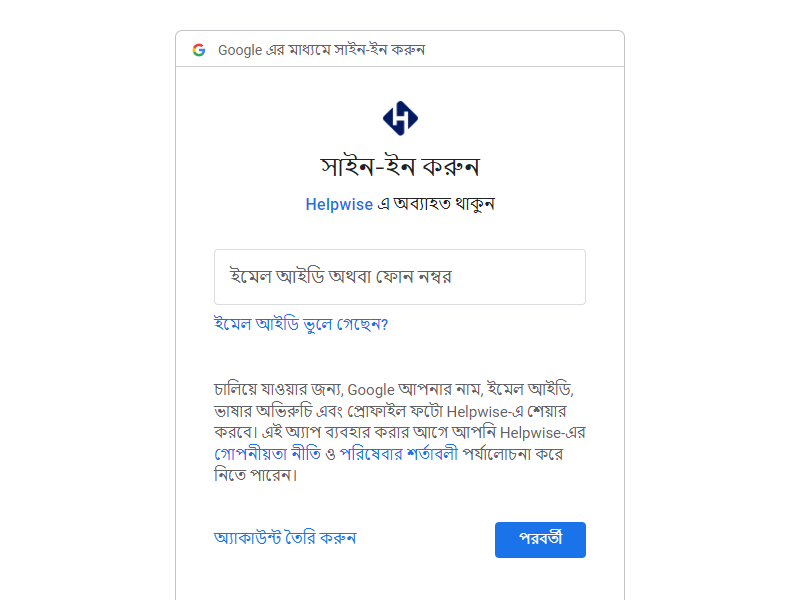 Google এর মাধ্যমে সাইন-ইন করুন
সাইন-ইন করুন
Helpwise এ অব্যাহত থাকুন
ইমেল আইডি অথবা ফোন নম্বর
ইমেল আইডি ভুলে গেছেন?
চালিয়ে যাওয়ার জন্য, Google আপনার নাম, ইমেল আইডি,
ভাষার অভিরুচি এবং প্রোফাইল ফটো Helpwise-এ শেয়ার
করবে। এই অ্যাপ ব্যবহার করার আগে আপনি Helpwise-এর
গোপনীয়তা নীতি ও পরিষেবার শর্তাবলী পর্যালোচনা করে
নিতে পারেন।
অ্যাকাউন্ট তৈরি করুন
পরবর্তী